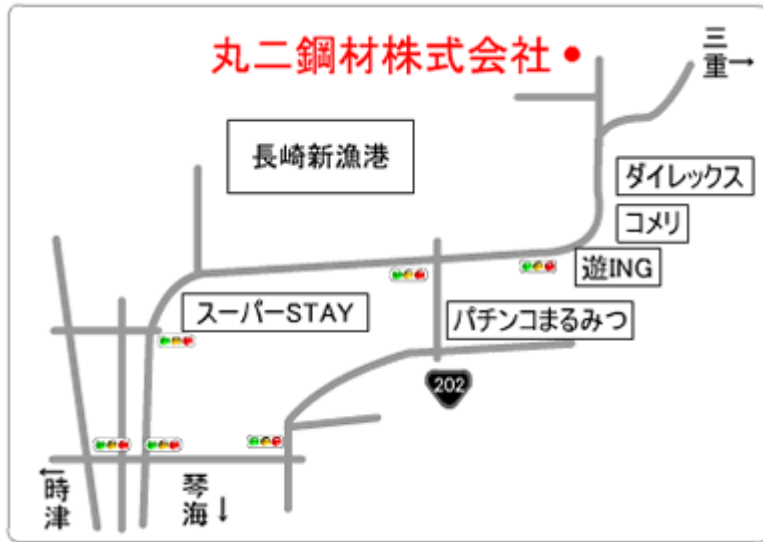 丸二鋼材株式会社
三重→
長崎新漁港
ダイレックス
コメリ
遊ING
スーパーSTAY
パチンコまるみつ
202
←時津
琴海↓